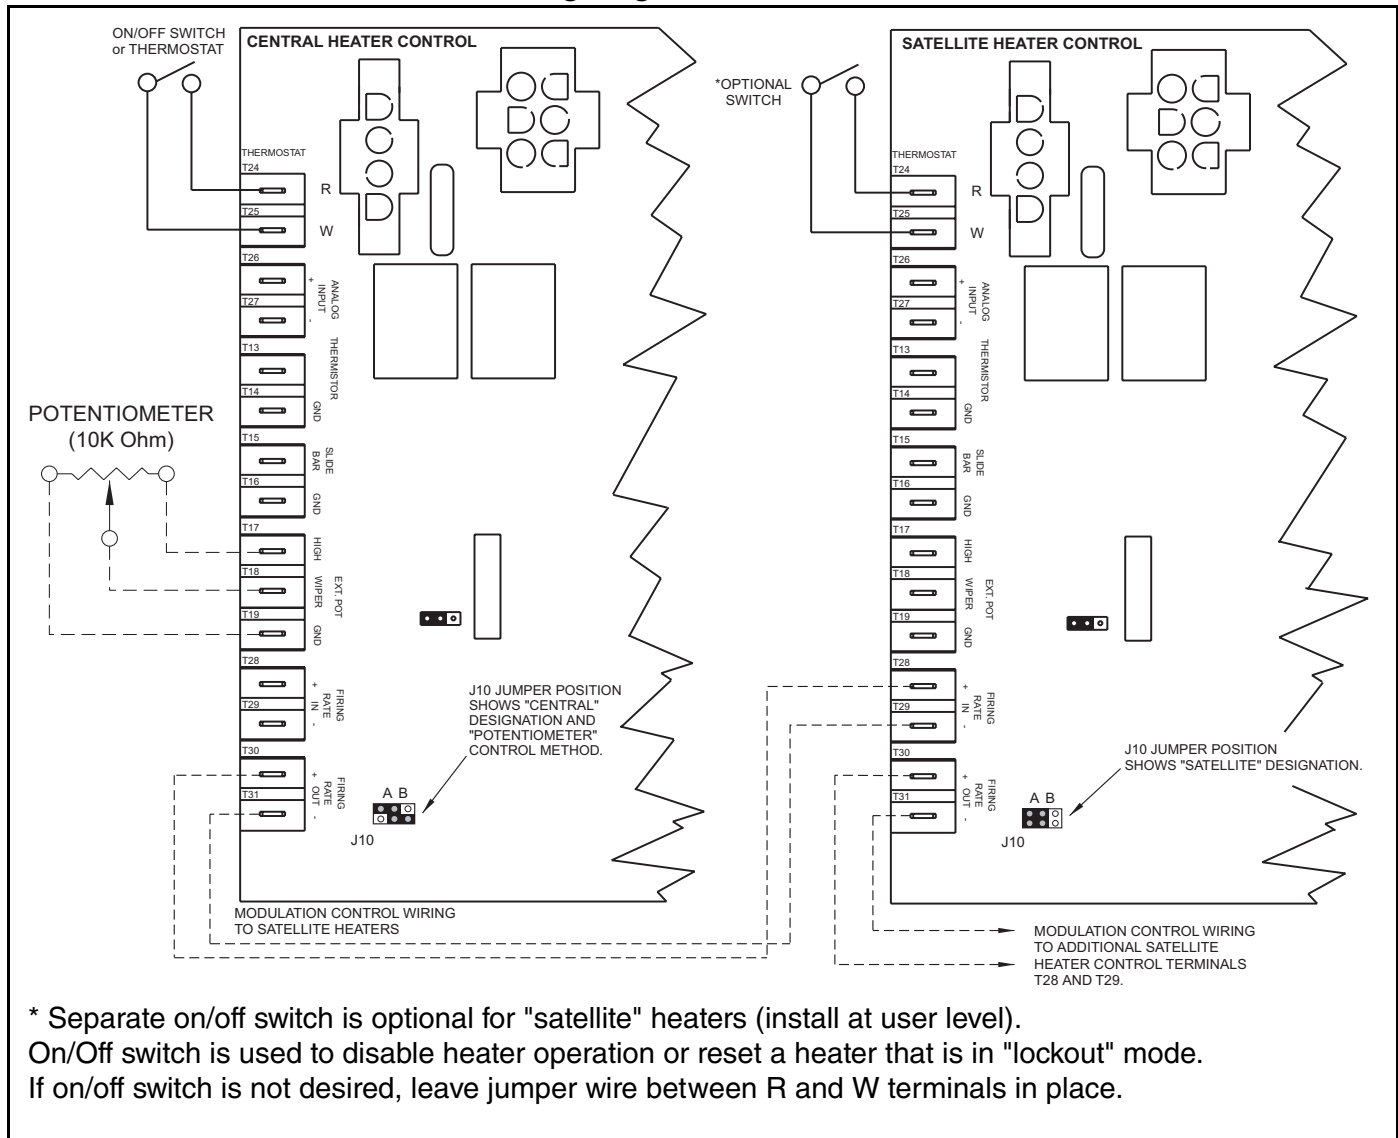 ON/OFF SWITCH
or THERMOSTAT
CENTRAL HEATER CONTROL
THERMOSTAT
T24
R
T25
W
T26
+
ANALOG
INPUT
T27
-
T13
THERMISTOR
T14
GND
T15
SLIDE
BAR
T16
GND
POTENTIOMETER
(10K Ohm)
T17
HIGH
T18
WIPER
EXT. POT
T19
GND
T28
+
FIRING
RATE
IN
T29
-
T30
+
FIRING
RATE
OUT
T31
-
J10 JUMPER POSITION
SHOWS "CENTRAL"
DESIGNATION AND
"POTENTIOMETER"
CONTROL METHOD.
A B
J10
MODULATION CONTROL WIRING
TO SATELLITE HEATERS
SATELLITE HEATER CONTROL
*OPTIONAL
SWITCH
THERMOSTAT
T24
R
T25
W
T26
+
ANALOG
INPUT
T27
-
T13
THERMISTOR
T14
GND
T15
SLIDE
BAR
T16
GND
T17
HIGH
T18
WIPER
EXT. POT
T19
GND
T28
+
FIRING
RATE
IN
T29
-
T30
+
FIRING
RATE
OUT
T31
-
J10 JUMPER POSITION
SHOWS "SATELLITE" DESIGNATION.
A B
J10
MODULATION CONTROL WIRING
TO ADDITIONAL SATELLITE
HEATER CONTROL TERMINALS
T28 AND T29.
* Separate on/off switch is optional for "satellite" heaters (install at user level).
On/Off switch is used to disable heater operation or reset a heater that is in "lockout" mode.
If on/off switch is not desired, leave jumper wire between R and W terminals in place.